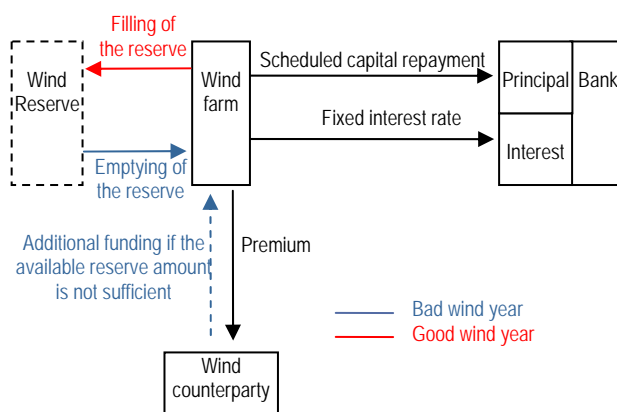 Filling of
the reserve
Wind
Reserve
Wind
farm
Scheduled capital repayment
Principal
Bank
Fixed interest rate
Interest
Emptying of
the reserve
Additional funding if the
available reserve amount
is not sufficient
Premium
Bad wind year
Good wind year
Wind
counterparty